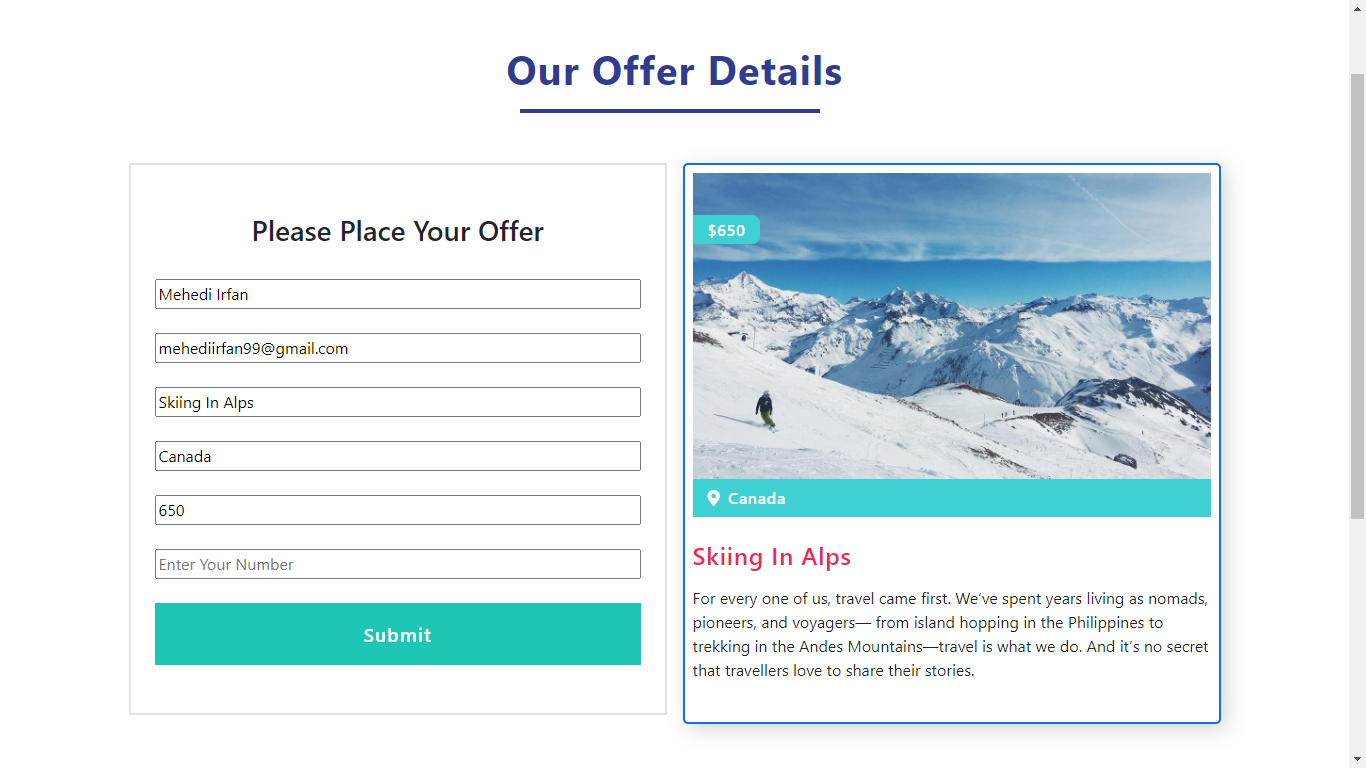 Our Offer Details
Please Place Your Offer
Mehedi Irfan
mehediirfan99@gmail.com
Skiing In Alps
Canada
650
Enter Your Number
Submit
$650
Canada
Skiing In Alps
For every one of us, travel came first. We’ve spent years living as nomads,
pioneers, and voyagers— from island hopping in the Philippines to
trekking in the Andes Mountains—travel is what we do. And it’s no secret
that travellers love to share their stories.